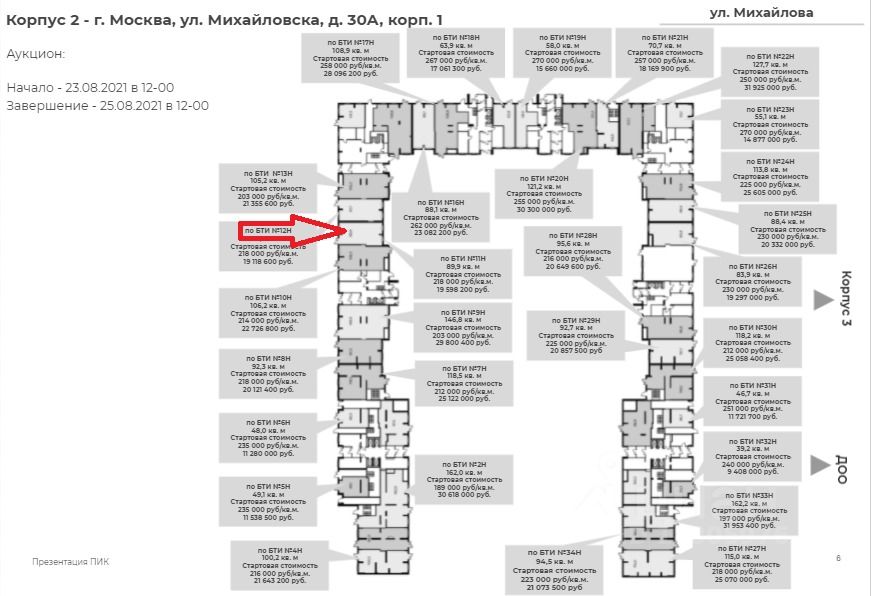 Корпус 2 - г. Москва, ул. Михайловска, д. 30А, корп. 1
ул. Михайлова
Аукцион:
Начало - 23.08.2021 в 12-00
Завершение - 25.08.2021 в 12-00
по БТИ №17Н
108,9 кв. м
Стартовая стоимость
258 000 руб/кв.м.
28 096 200 руб.
по БТИ №18Н
63,9 кв. м
Стартовая стоимость
267 000 руб/кв.м.
17 061 300 руб.
по БТИ №19Н
58,0 кв. м
Стартовая стоимость
270 000 руб/кв.м.
15 660 000 руб.
по БТИ №21Н
70,7 кв. м
Стартовая стоимость
257 000 руб/кв.м.
18 169 900 руб.
по БТИ №22Н
127,7 кв. м
Стартовая стоимость
250 000 руб/кв.м.
31 925 000 руб.
по БТИ №23Н
55,1 кв. м
Стартовая стоимость
270 000 руб/кв.м.
14 877 000 руб.
по БТИ №24Н
113,8 кв. м
Стартовая стоимость
225 000 руб/кв.м.
25 605 000 руб.
по БТИ №13Н
105,2 кв. м
Стартовая стоимость
203 000 руб/кв.м.
21 355 600 руб.
по БТИ №16Н
88,1 кв. м
Стартовая стоимость
262 000 руб/кв.м.
23 082 200 руб.
по БТИ №20Н
121,2 кв. м
Стартовая стоимость
255 000 руб/кв.м.
30 300 000 руб.
по БТИ №25Н
88,4 кв. м
Стартовая стоимость
230 000 руб/кв.м.
20 332 000 руб.
по БТИ №12Н
Стартовая стоимость
218 000 руб/кв.м.
19 118 600 руб.
по БТИ №28Н
95,6 кв. м
Стартовая стоимость
216 000 руб/кв.м.
20 649 600 руб.
по БТИ №11Н
89,9 кв. м
Стартовая стоимость
218 000 руб/кв.м.
19 598 200 руб.
по БТИ №26Н
83,9 кв. м
Стартовая стоимость
230 000 руб/кв.м.
19 297 000 руб.
Корпус 3
по БТИ №10Н
106,2 кв. м
Стартовая стоимость
214 000 руб/кв.м.
22 726 800 руб.
по БТИ №9Н
146,8 кв. м
Стартовая стоимость
203 000 руб/кв.м.
29 800 400 руб.
по БТИ №29Н
92,7 кв. м
Стартовая стоимость
225 000 руб/кв.м.
20 857 500 руб
по БТИ №30Н
118,2 кв. м
Стартовая стоимость
212 000 руб/кв.м.
25 058 400 руб.
по БТИ №8Н
92,3 кв. м
Стартовая стоимость
218 000 руб/кв.м.
20 121 400 руб.
по БТИ №7Н
118,5 кв. м
Стартовая стоимость
212 000 руб/кв.м.
25 122 000 руб.
по БТИ №31Н
46,7 кв. м
Стартовая стоимость
251 000 руб/кв.м.
11 721 700 руб.
по БТИ №6Н
48,0 кв. м
Стартовая стоимость
235 000 руб/кв.м.
11 280 000 руб.
по БТИ №32Н
39,2 кв. м
Стартовая стоимость
240 000 руб/кв.м.
9 408 000 руб.
ДОО
по БТИ №2Н
162,0 кв. м
Стартовая стоимость
189 000 руб/кв.м.
30 618 000 руб.
по БТИ №5Н
49,1 кв. м
Стартовая стоимость
235 000 руб/кв.м.
11 538 500 руб.
по БТИ №33Н
162,2 кв. м
Стартовая стоимость
197 000 руб/кв.м.
31 953 400 руб.
по БТИ №4Н
100,2 кв. м
Стартовая стоимость
216 000 руб/кв.м.
21 643 200 руб.
по БТИ №34Н
94,5 кв. м
Стартовая стоимость
223 000 руб/кв.м.
21 073 500 руб
по БТИ №27Н
115,0 кв. м
Стартовая стоимость
218 000 руб/кв.м.
25 070 000 руб.
Презентация ПИК
6